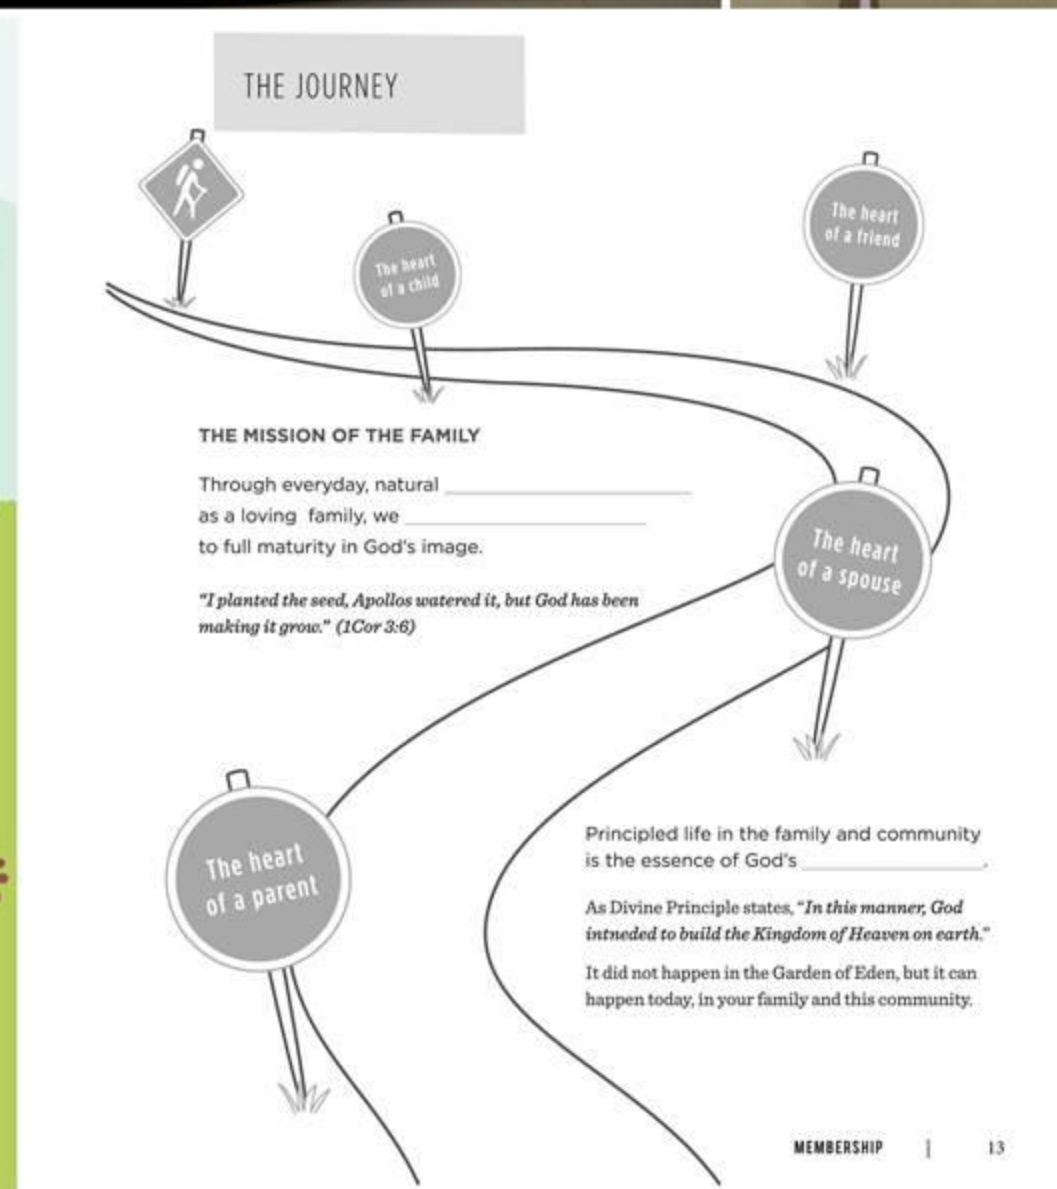 THE JOURNEY
The heart
of a child
The heart
of a friend
THE MISSION OF THE FAMILY
Through everyday, natural
as a loving family, we
to full maturity in God's image.
"I planted the seed, Apollos watered it, but God has been
making it grow." (1Cor 3:6)
The heart
of a spouse
The heart
of a parent
Principled life in the family and community
is the essence of God's .
As Divine Principle states, "In this manner, God
intneded to build the Kingdom of Heaven on earth."
It did not happen in the Garden of Eden, but it can
happen today, in your family and this community.
MEMBERSHIP | 13